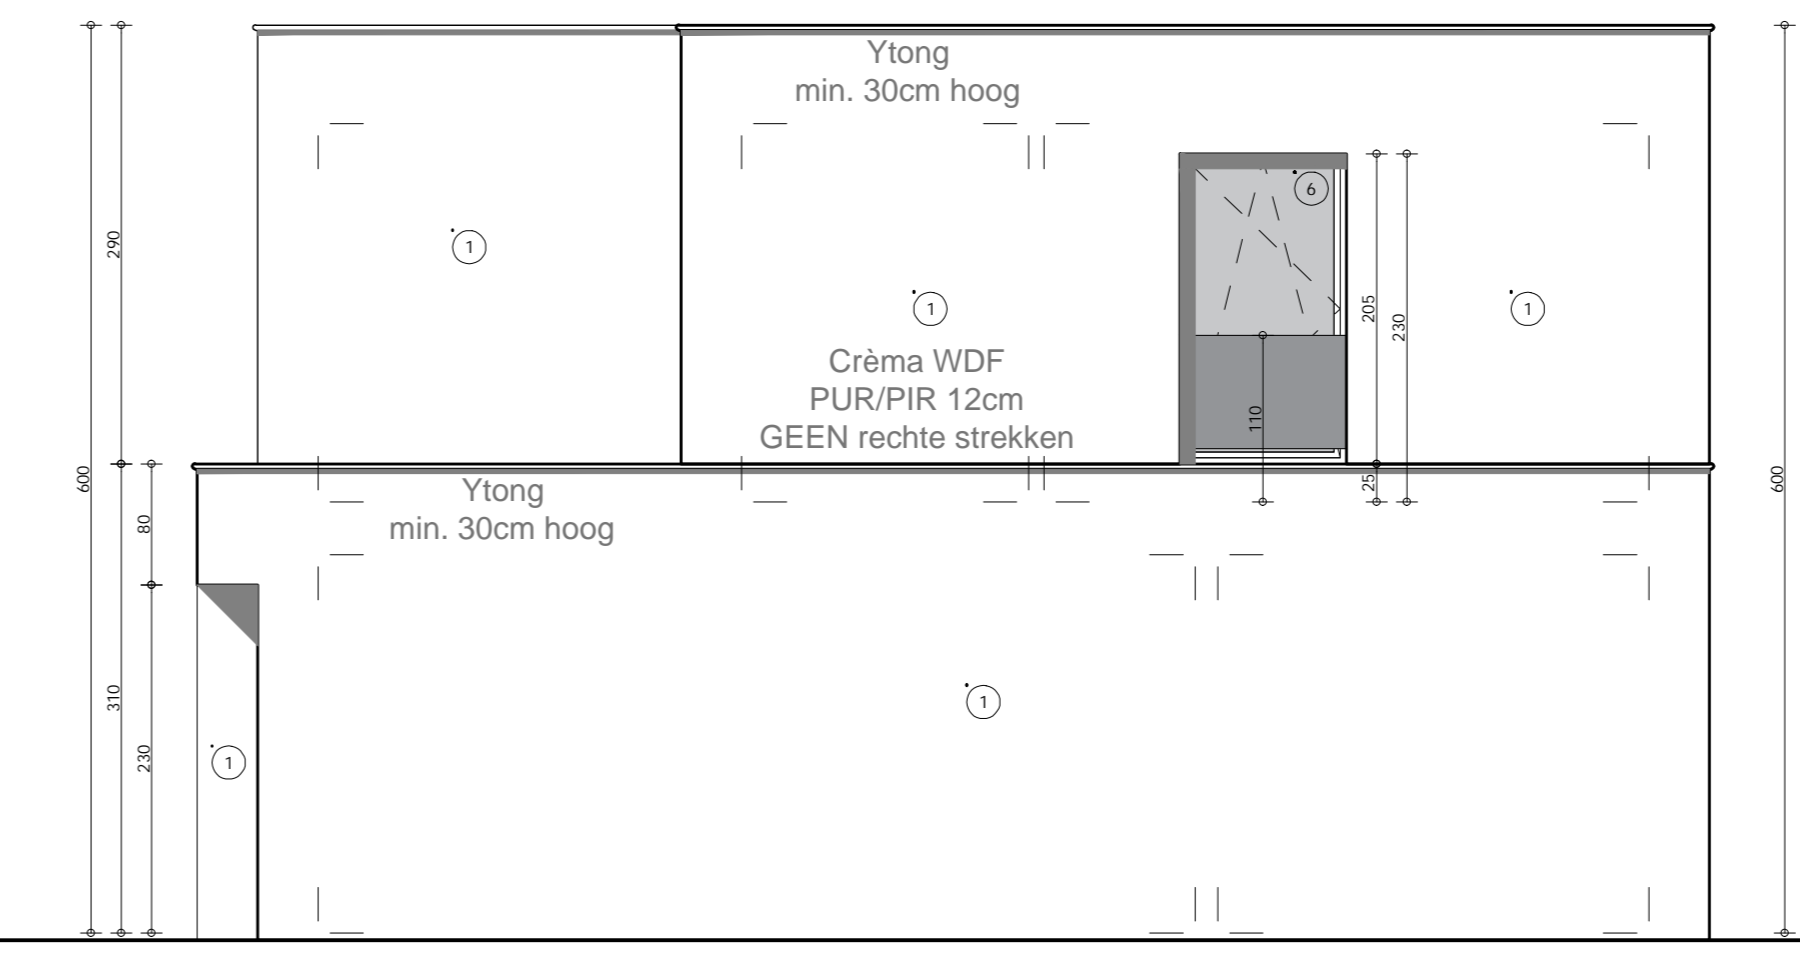 Ytong
min. 30cm hoog
6
1
290
1
1
205
230
Crèma WDF
PUR/PIR 12cm
GEEN rechte strekken
110
600
600
25
Ytong
min. 30cm hoog
80
310
1
230
1